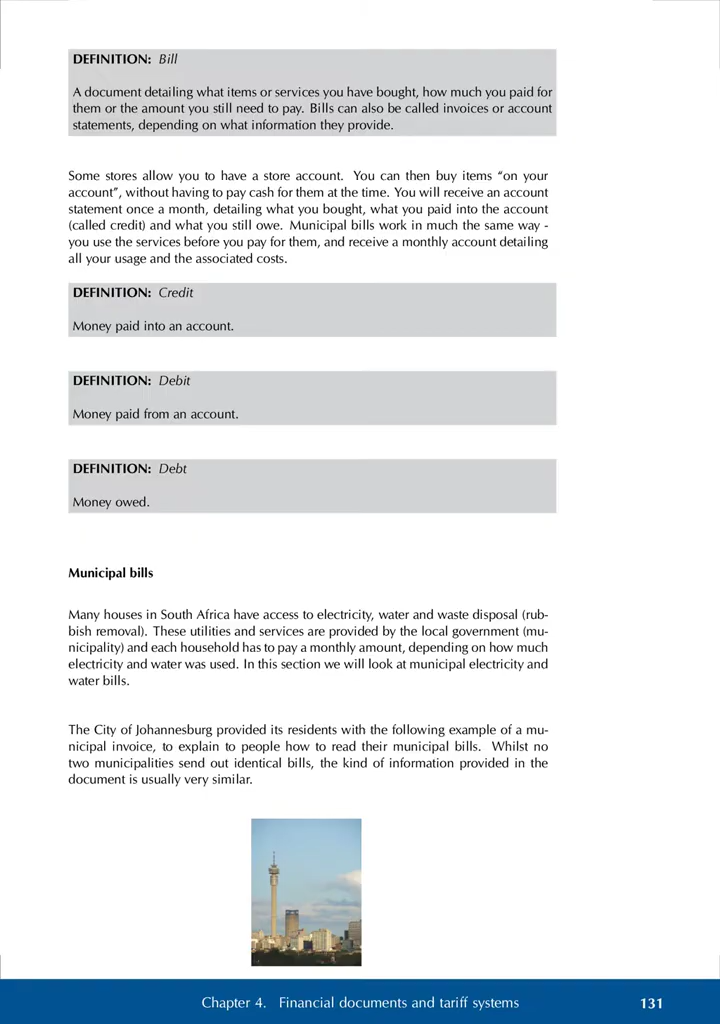 DEFINITION: Bill
A document detailing what items or services you have bought, how much you paid for
them or the amount you still need to pay. Bills can also be called invoices or account
statements, depending on what information they provide.
Some stores allow you to have a store account. You can then buy items “on your
account”, without having to pay cash for them at the time. You will receive an account
statement once a month, detailing what you bought, what you paid into the account
(called credit) and what you still owe. Municipal bills work in much the same way -
you use the services before you pay for them, and receive a monthly account detailing
all your usage and the associated costs.
DEFINITION: Credit
Money paid into an account.
DEFINITION: Debit
Money paid from an account.
DEFINITION: Debt
Money owed.
Municipal bills
Many houses in South Africa have access to electricity, water and waste disposal (rub-
bish removal). These utilities and services are provided by the local government (mu-
nicipality) and each household has to pay a monthly amount, depending on how much
electricity and water was used. In this section we will look at municipal electricity and
water bills.
The City of Johannesburg provided its residents with the following example of a mu-
nicipal invoice, to explain to people how to read their municipal bills. Whilst no
two municipalities send out identical bills, the kind of information provided in the
document is usually very similar.
Chapter 4. Financial documents and tariff systems 131